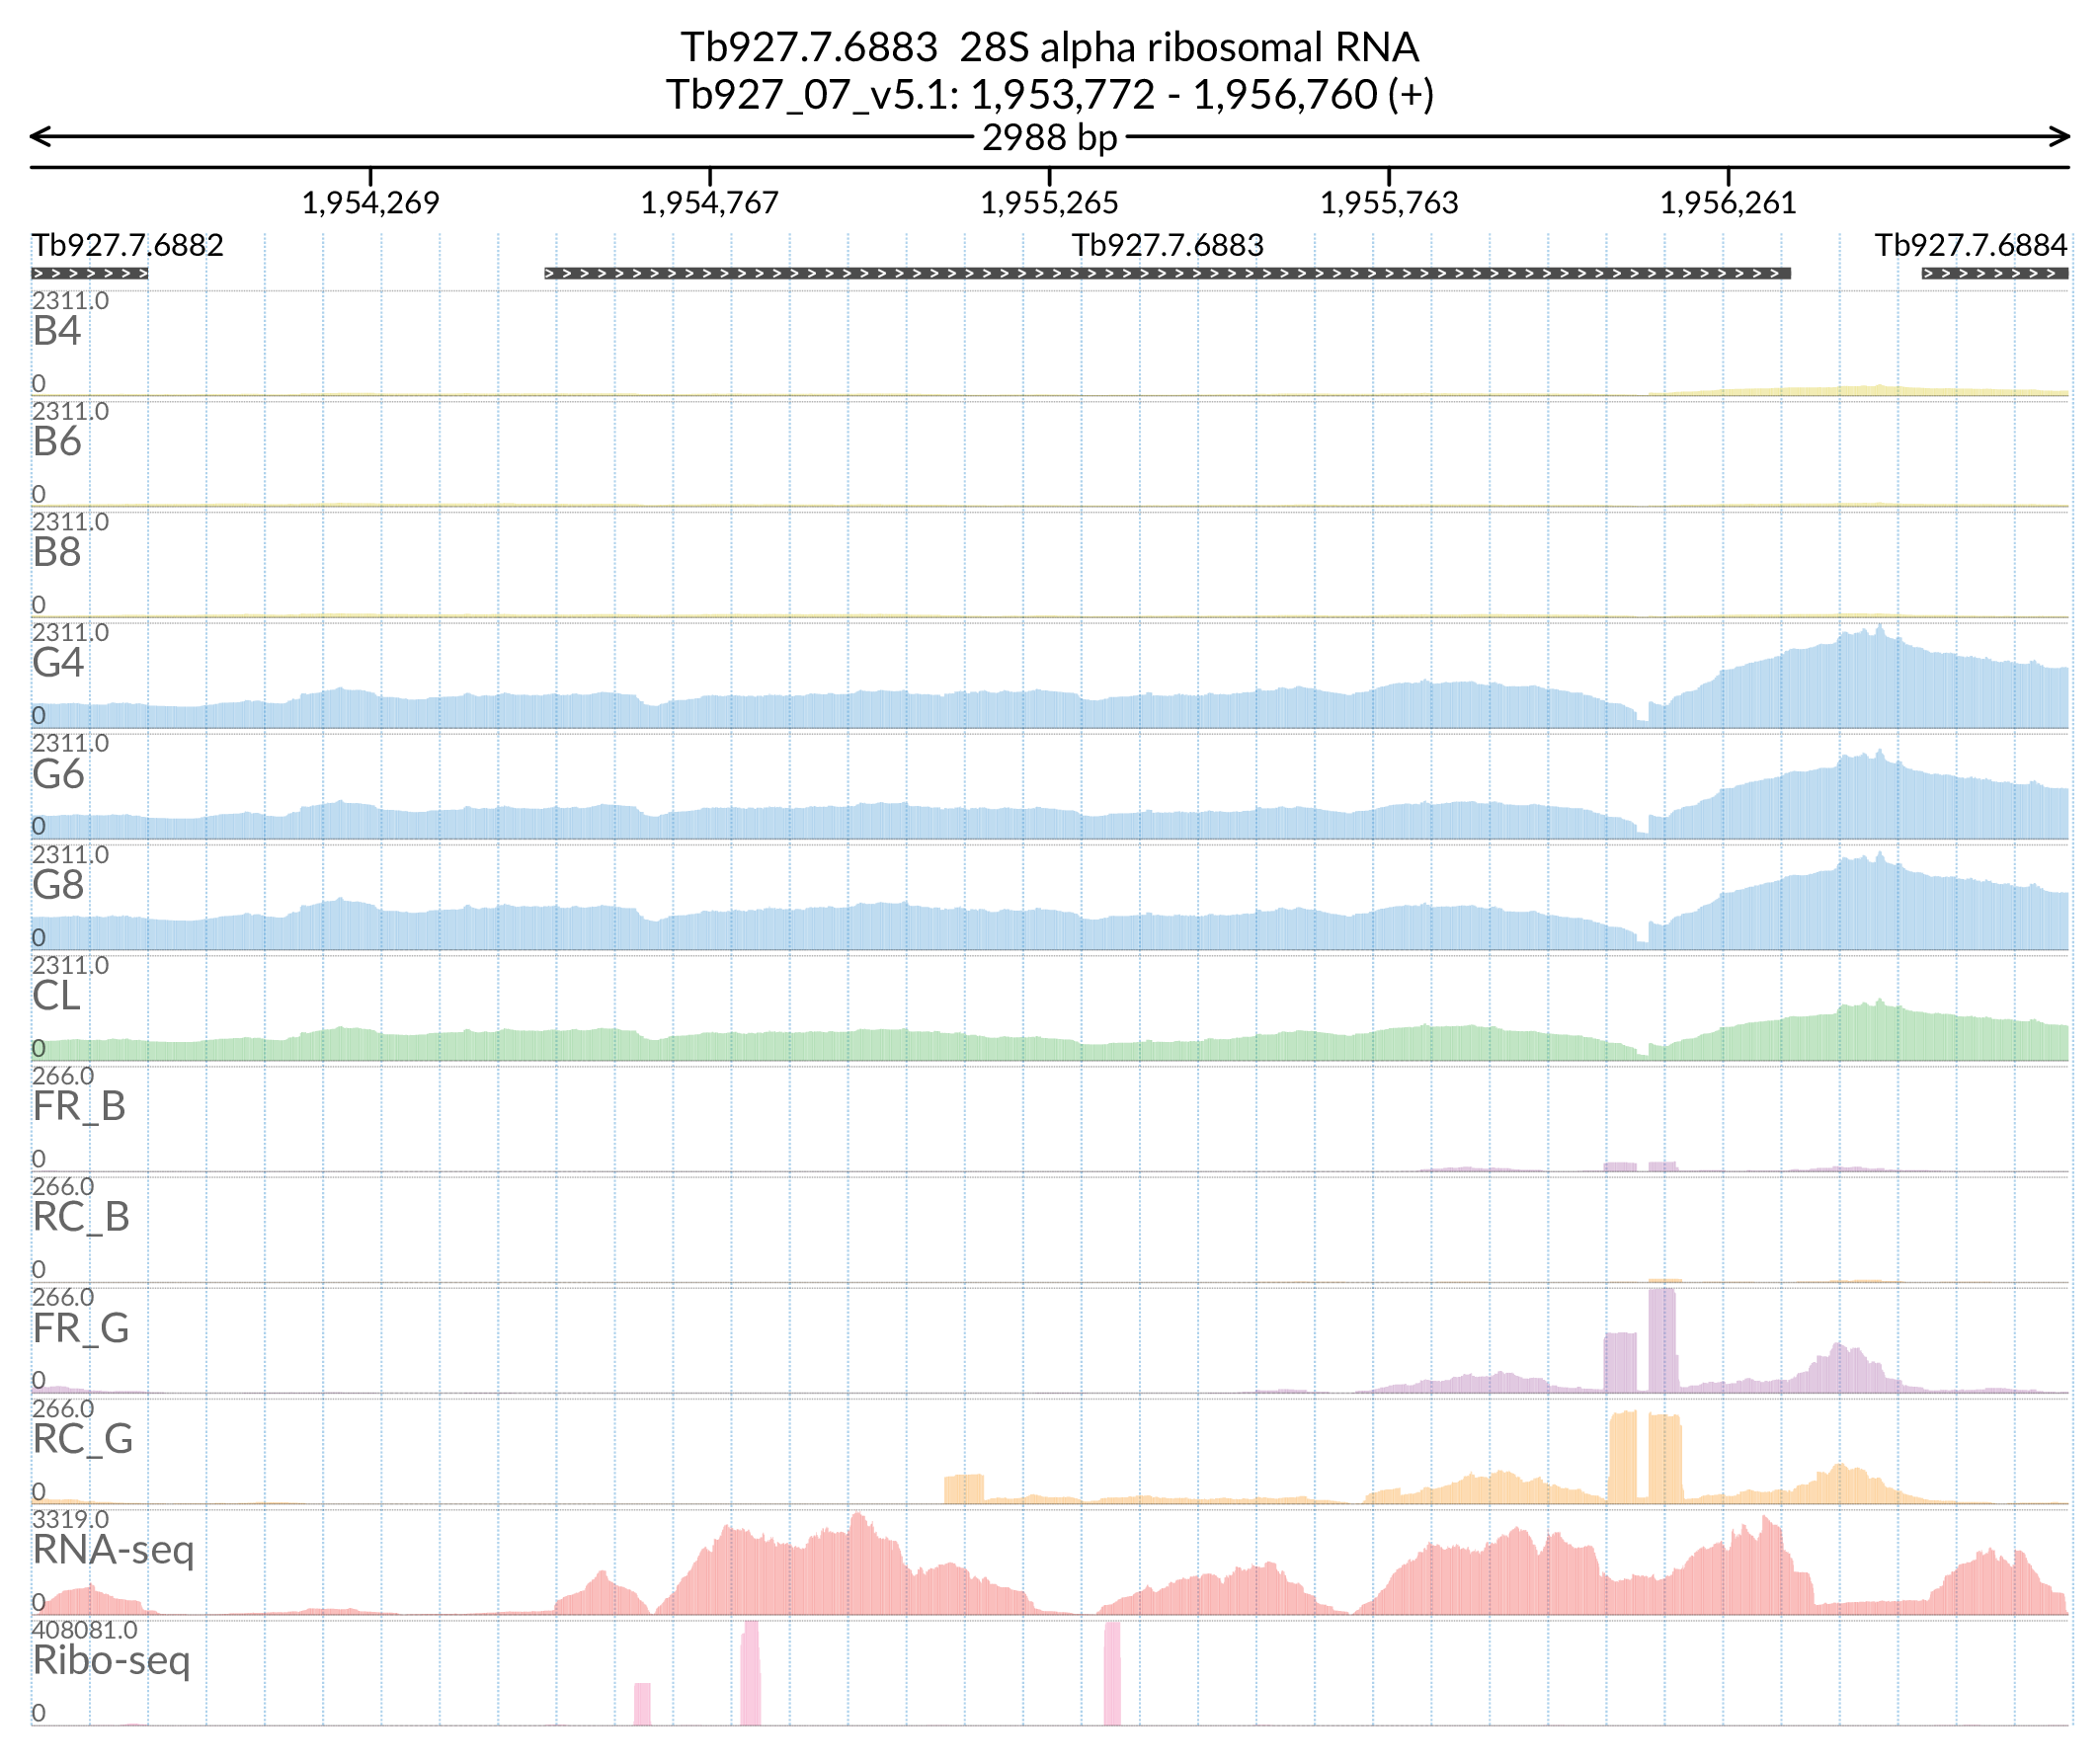 Tb927.7.6883  28S alpha ribosomal RNA
Tb927_07_v5.1: 1,953,772 - 1,956,760 (+)
2988 bp
1,954,269 1,954,767 1,955,265 1,955,763 1,956,261
Tb927.7.6882 Tb927.7.6883 Tb927.7.6884
2311.0
B4
0
2311.0
B6
0
2311.0
B8
0
2311.0
G4
0
2311.0
G6
0
2311.0
G8
0
2311.0
CL
0
266.0
FR_B
0
266.0
RC_B
0
266.0
FR_G
0
266.0
RC_G
0
3319.0
RNA-seq
0
408081.0
Ribo-seq
0